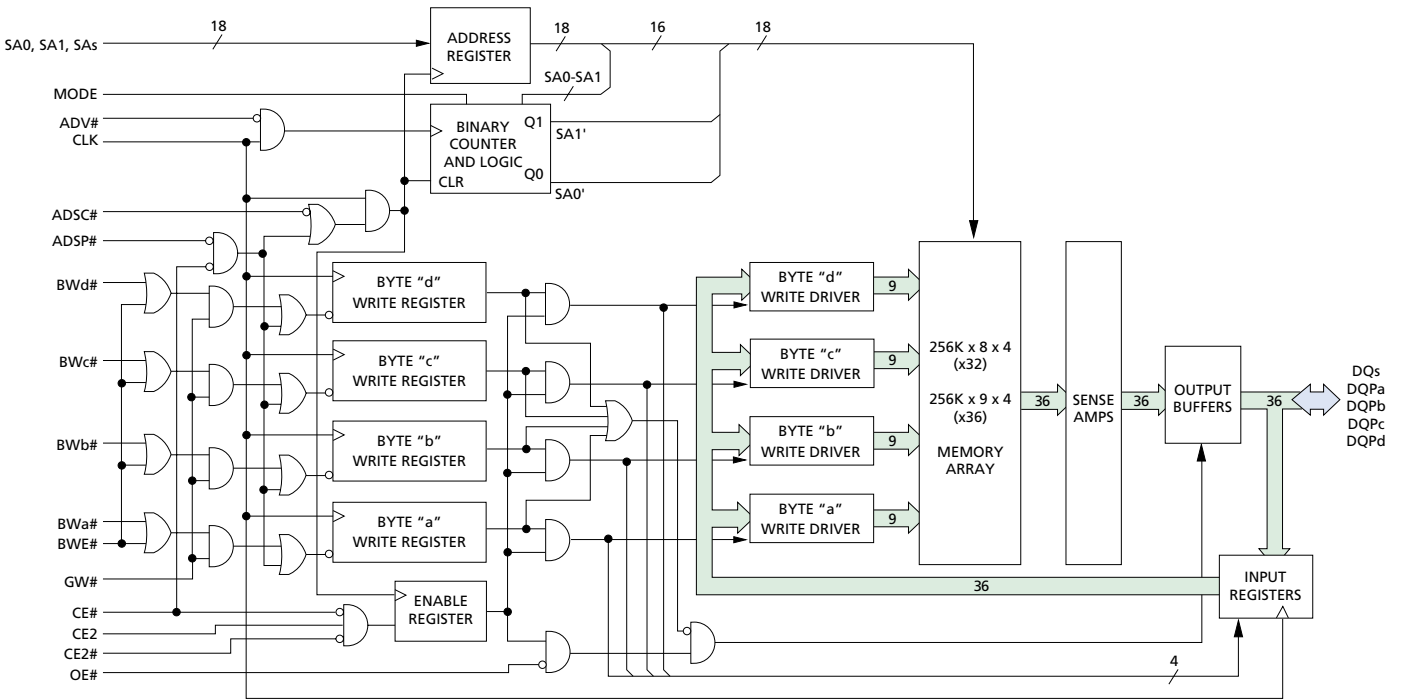 SA0, SA1, SAs
18
ADDRESS
REGISTER
18
16
18
SA0-SA1
MODE
ADV#
CLK
BINARY
COUNTER
AND LOGIC
Q1
SA1'
Q0
SA0'
CLR
ADSC#
ADSP#
BWd#
BYTE “d”
WRITE REGISTER
BYTE “d”
WRITE DRIVER
9
BWc#
BYTE “c”
WRITE REGISTER
BYTE “c”
WRITE DRIVER
9
BWb#
BYTE “b”
WRITE REGISTER
BYTE “b”
WRITE DRIVER
9
BWa#
BWE#
BYTE “a”
WRITE REGISTER
BYTE “a”
WRITE DRIVER
9
256K x 8 x 4
(x32)
256K x 9 x 4
(x36)
MEMORY
ARRAY
36
SENSE
AMPS
36
OUTPUT
BUFFERS
36
DQs
DQPa
DQPb
DQPc
DQPd
GW#
CE#
CE2
CE2#
OE#
ENABLE
REGISTER
36
INPUT
REGISTERS
4